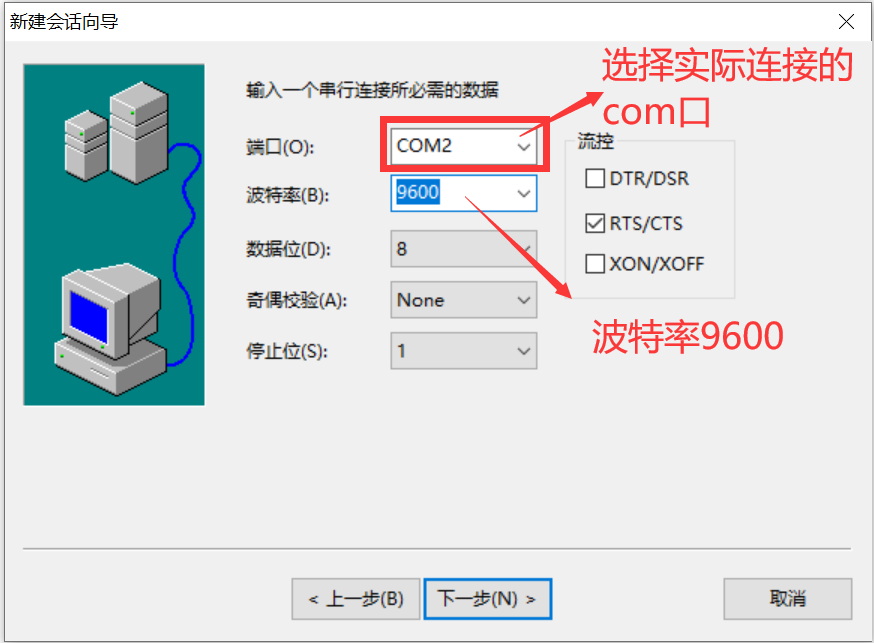 新建会话向导
选择实际连接的
com口
输入一个串行连接所必需的数据
端口(O):
COM2
流控
波特率(B):
9600
DTR/DSR
RTS/CTS
数据位(D):
8
XON/XOFF
奇偶校验(A):
None
波特率9600
停止位(S):
1
< 上一步(B)
下一步(N) >
取消